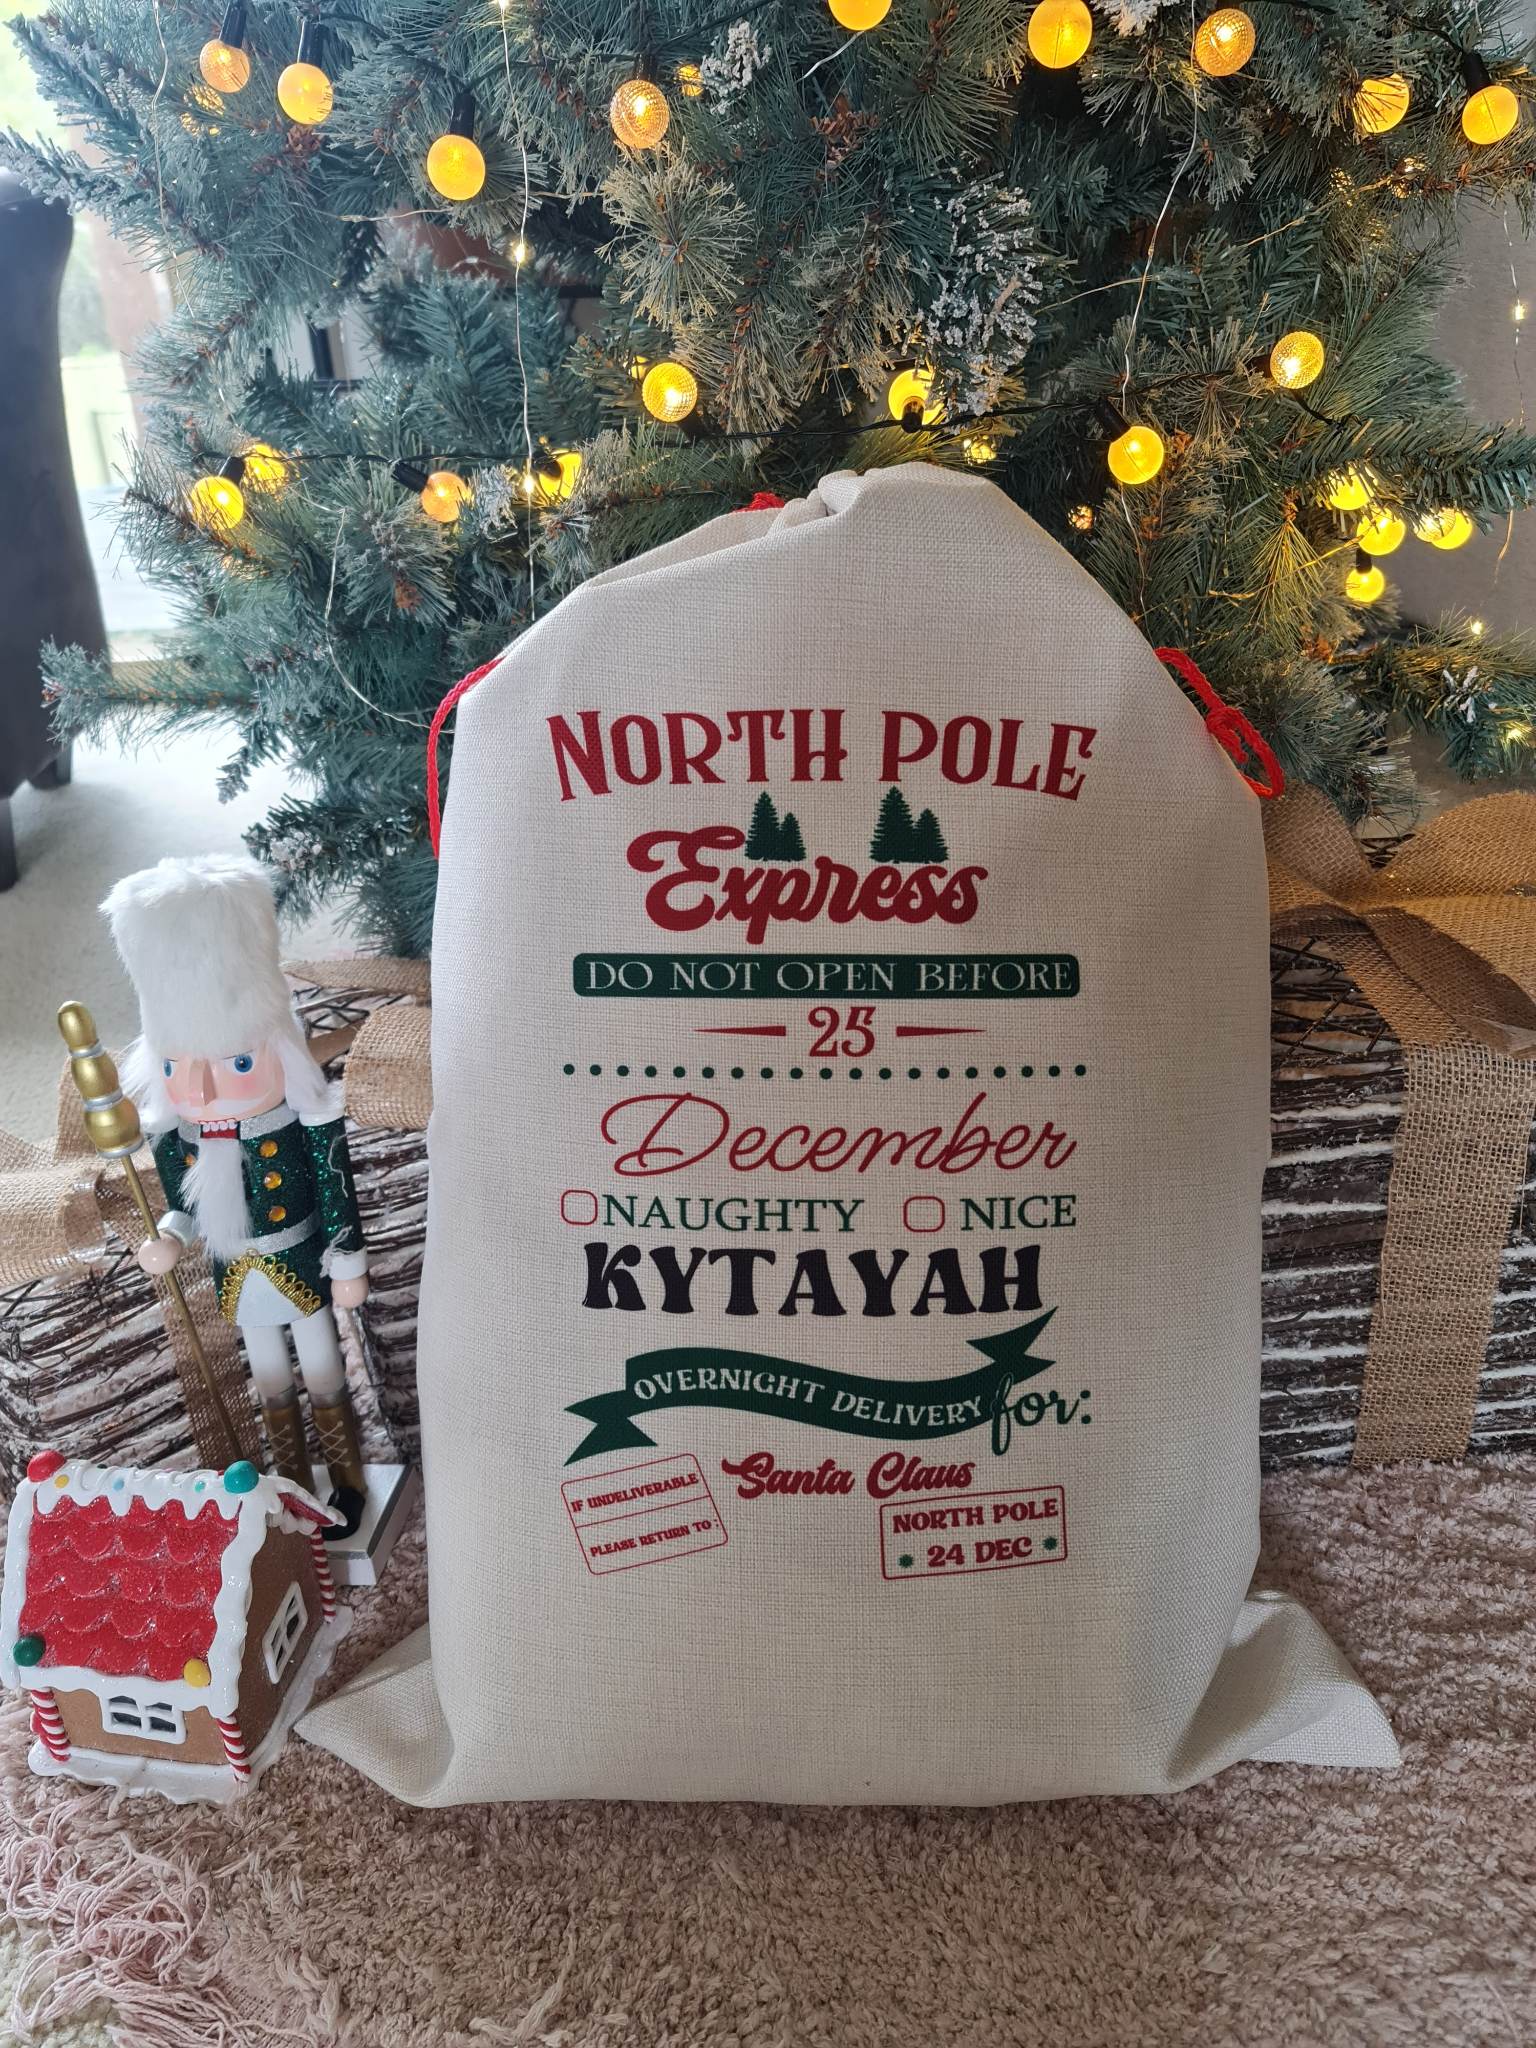 NORTH POLE
Express
DO NOT OPEN BEFORE
25
December
NAUGHTY NICE
KYTAYAH
OVERNIGHT DELIVERY for:
Santa Claus
IF UNDELIVERABLE
PLEASE RETURN TO :
NORTH POLE
24 DEC